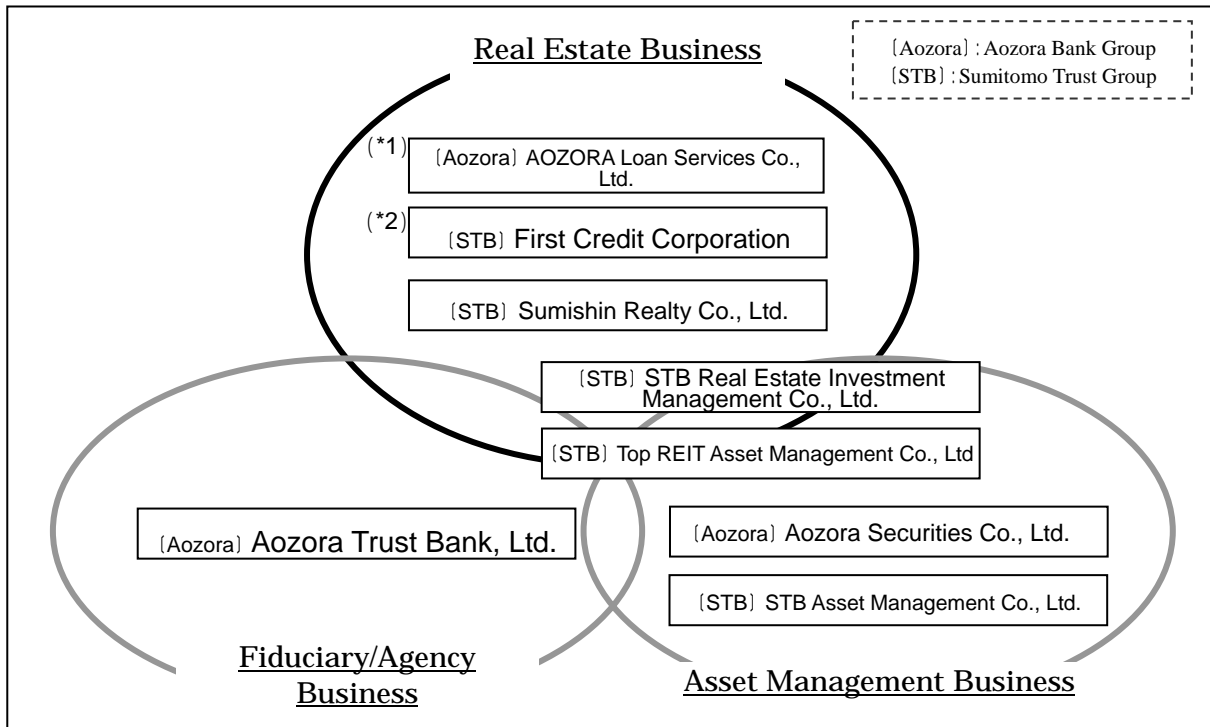 Real Estate Business
〔Aozora〕 : Aozora Bank Group
〔STB〕 : Sumitomo Trust Group
(*1)
〔Aozora〕 AOZORA Loan Services Co.,
Ltd.
(*2)
〔STB〕 First Credit Corporation
〔STB〕 Sumishin Realty Co., Ltd.
〔STB〕 STB Real Estate Investment
Management Co., Ltd.
〔STB〕 Top REIT Asset Management Co., Ltd
〔Aozora〕 Aozora Trust Bank, Ltd.
〔Aozora〕 Aozora Securities Co., Ltd.
〔STB〕 STB Asset Management Co., Ltd.
Fiduciary/Agency
Business
Asset Management Business